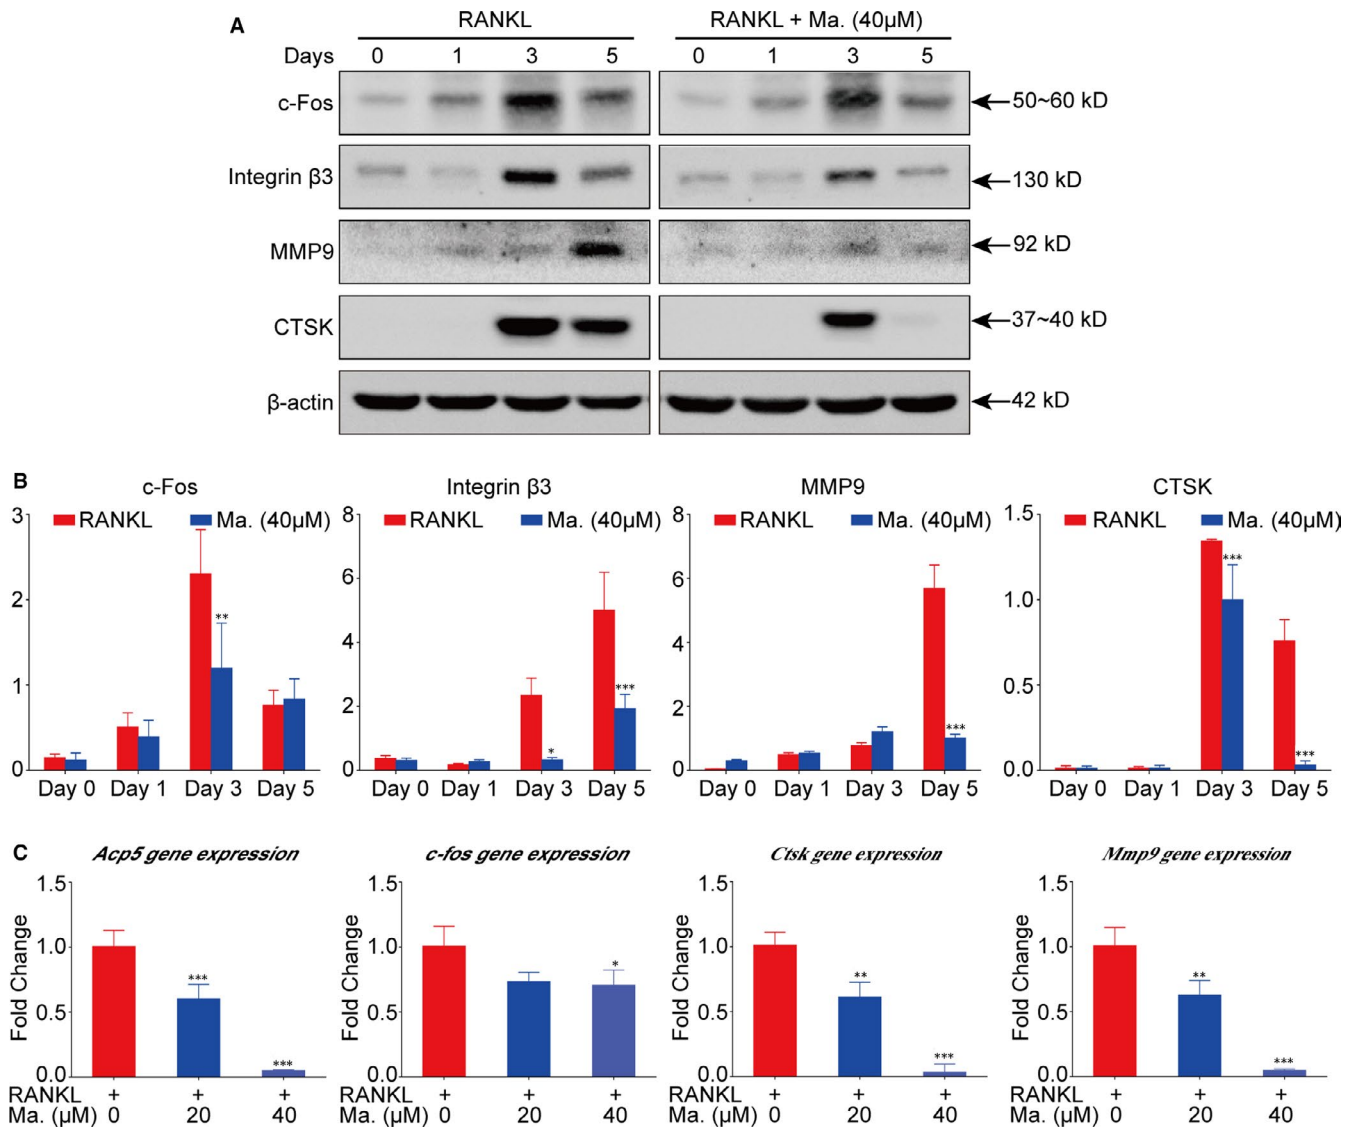 A
RANKL RANKL + Ma. (40μM)
Days 0 1 3 5 0 1 3 5
c-Fos 50~60 kD
Integrin β3 130 kD
MMP9 92 kD
CTSK 37~40 kD
β-actin 42 kD
B
c-Fos Integrin β3 MMP9 CTSK
3 RANKL Ma. (40μM) 8 RANKL Ma. (40μM) 8 RANKL Ma. (40μM) 1.5 RANKL Ma. (40μM)
***
2 6 6 1.0
**
4 4
***
1 2 2 0.5
* *** ***
0 0 0 0.0
Day 0 Day 1 Day 3 Day 5 Day 0 Day 1 Day 3 Day 5 Day 0 Day 1 Day 3 Day 5 Day 0 Day 1 Day 3 Day 5
C
Acp5 gene expression c-fos gene expression Ctsk gene expression Mmp9 gene expression
1.5 1.5 1.5 1.5
Fold Change Fold Change Fold Change Fold Change
1.0 1.0 1.0 1.0
*** * ** **
0.5 0.5 0.5 0.5
*** *** ***
0.0 0.0 0.0 0.0
RANKL + + + RANKL + + + RANKL + + + RANKL + + +
Ma. (μM) 0 20 40 Ma. (μM) 0 20 40 Ma. (μM) 0 20 40 Ma. (μM) 0 20 40